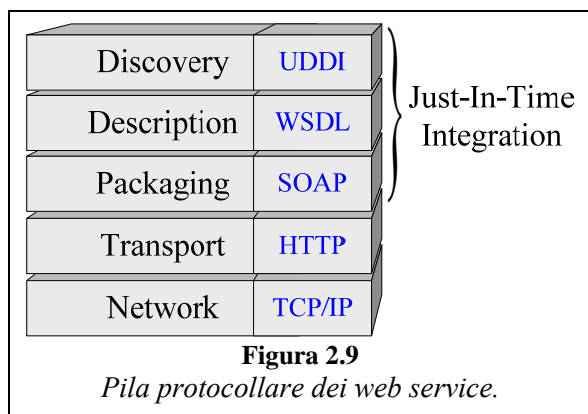 Discovery UDDI
Description WSDL
Packaging SOAP
Transport HTTP
Network TCP/IP
Just-In-Time
Integration
Figura 2.9
Pila protocollare dei web service.